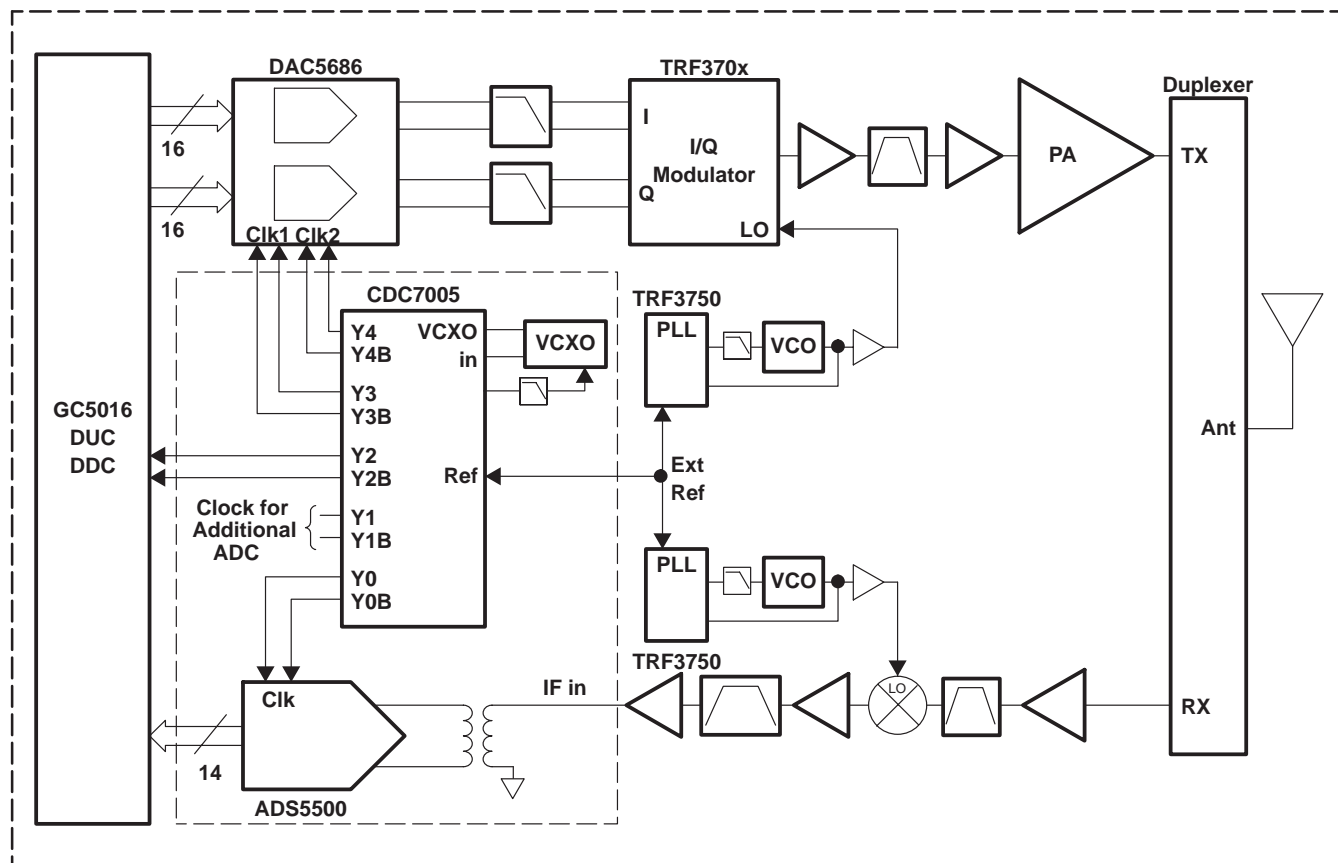 DAC5686
TRF370x
Duplexer
16
16
Clk1 Clk2
I
I/Q
Modulator
Q
LO
PA
TX
CDC7005
TRF3750
Y4
Y4B
Y3
Y3B
Y2
Y2B
Y1
Y1B
Y0
Y0B
VCXO
in
VCXO
Ref
PLL
VCO
GC5016
DUC
DDC
Clock for
Additional
ADC
Ext
Ref
Ant
PLL
VCO
TRF3750
LO
IF in
RX
Clk
14
ADS5500